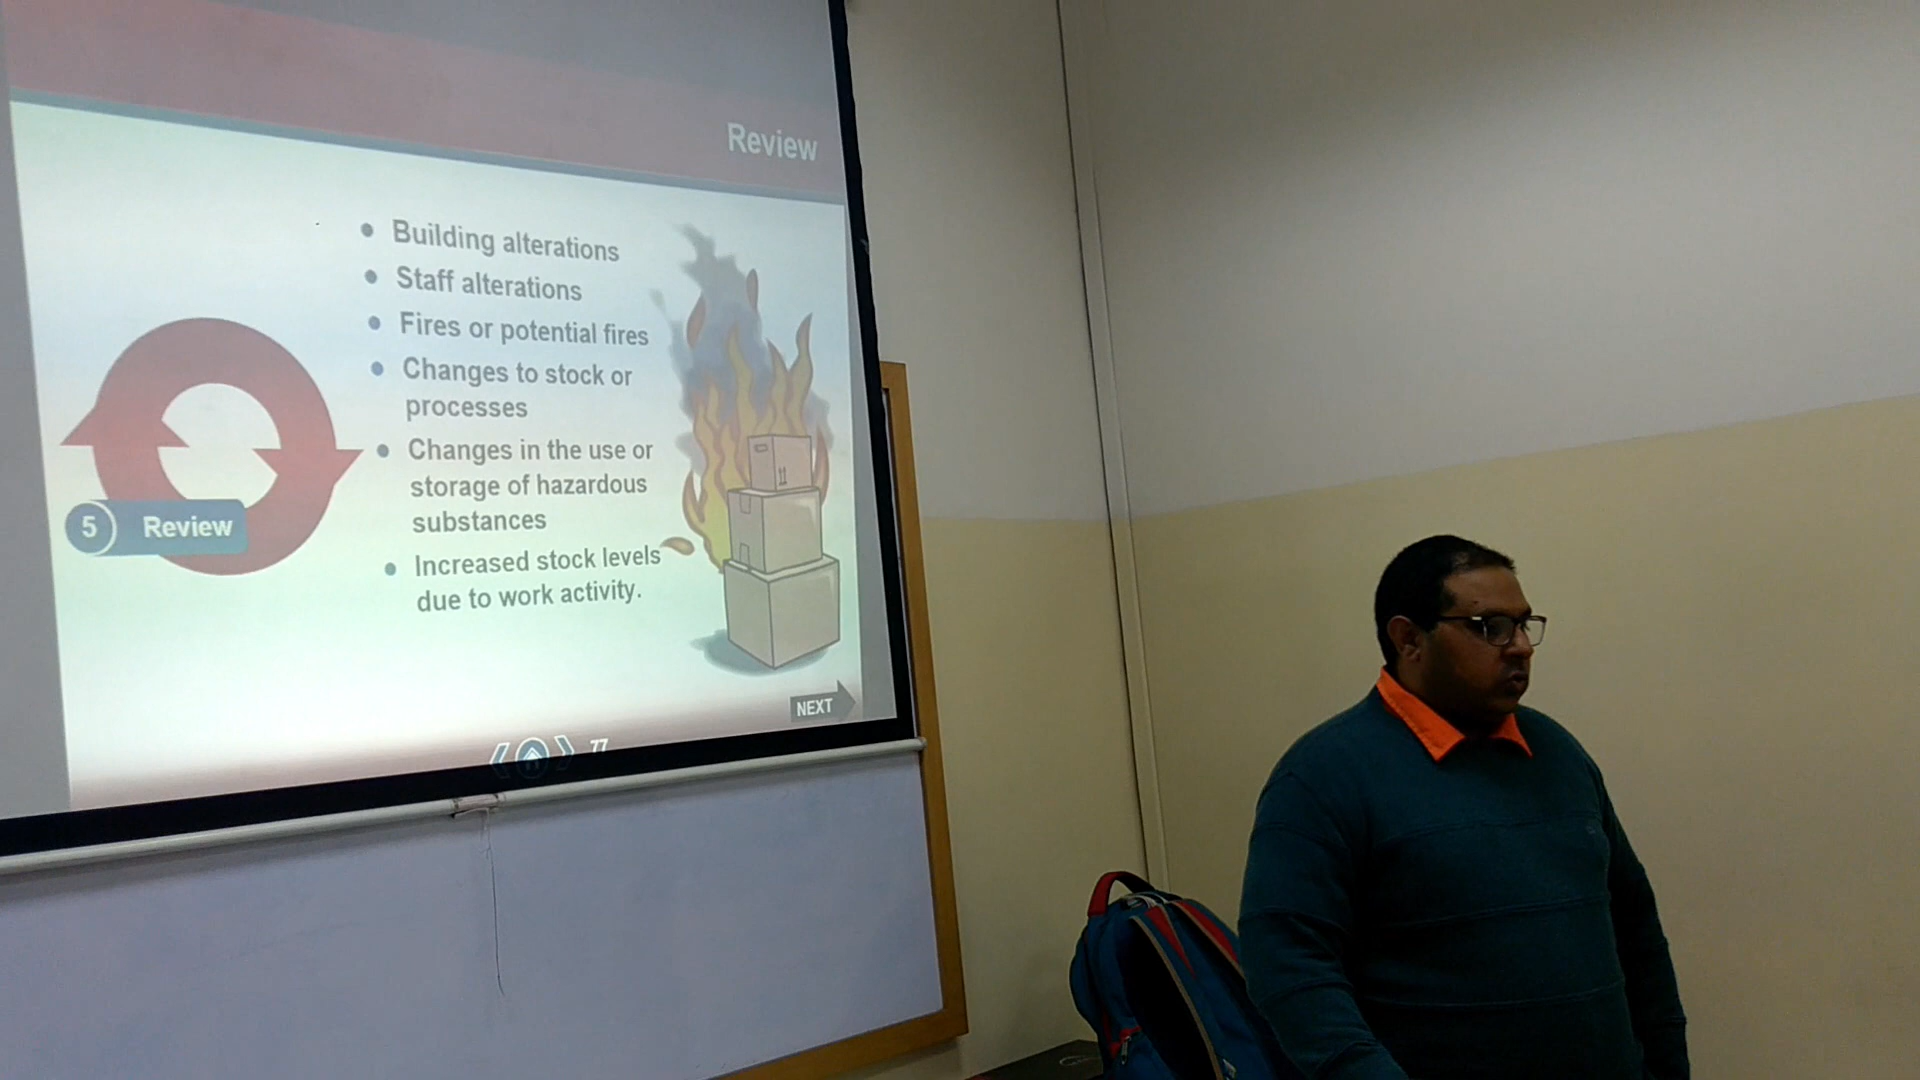 Review
Building alterations
Staff alterations
Fires or potential fires
Changes to stock or
processes
Changes in the use or
storage of hazardous
substances
Increased stock levels
due to work activity.
5 Review
NEXT
77